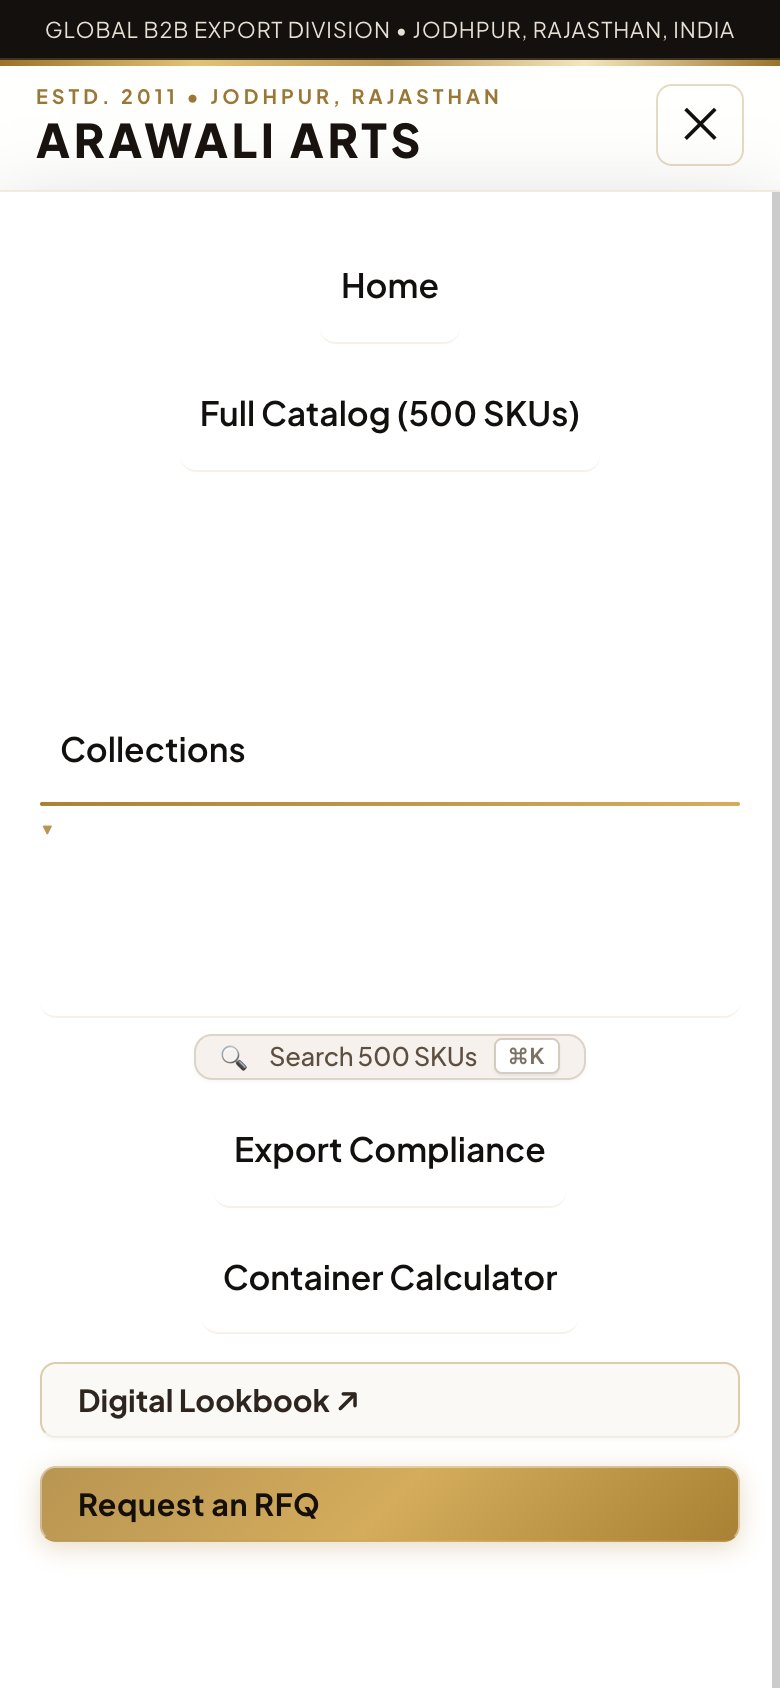 GLOBAL B2B EXPORT DIVISION • JODHPUR, RAJASTHAN, INDIA
ESTD. 2011 • JODHPUR, RAJASTHAN
ARAWALI ARTS
Home
Full Catalog (500 SKUs)
Collections
▼
🔍 Search 500 SKUs ⌘K
Export Compliance
Container Calculator
Digital Lookbook ↗
Request an RFQ